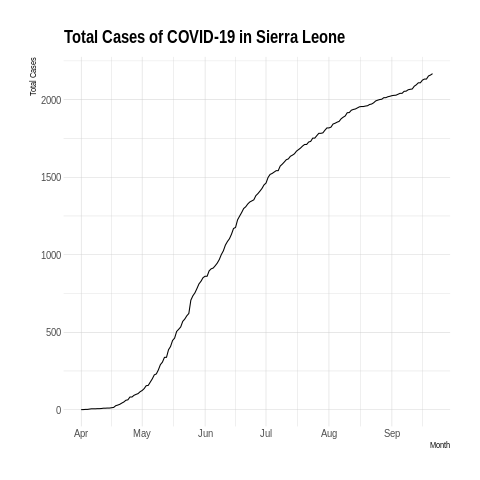 Total Cases of COVID-19 in Sierra Leone
Total Cases
2000
1500
1000
500
0
Apr May Jun Jul Aug Sep
Month